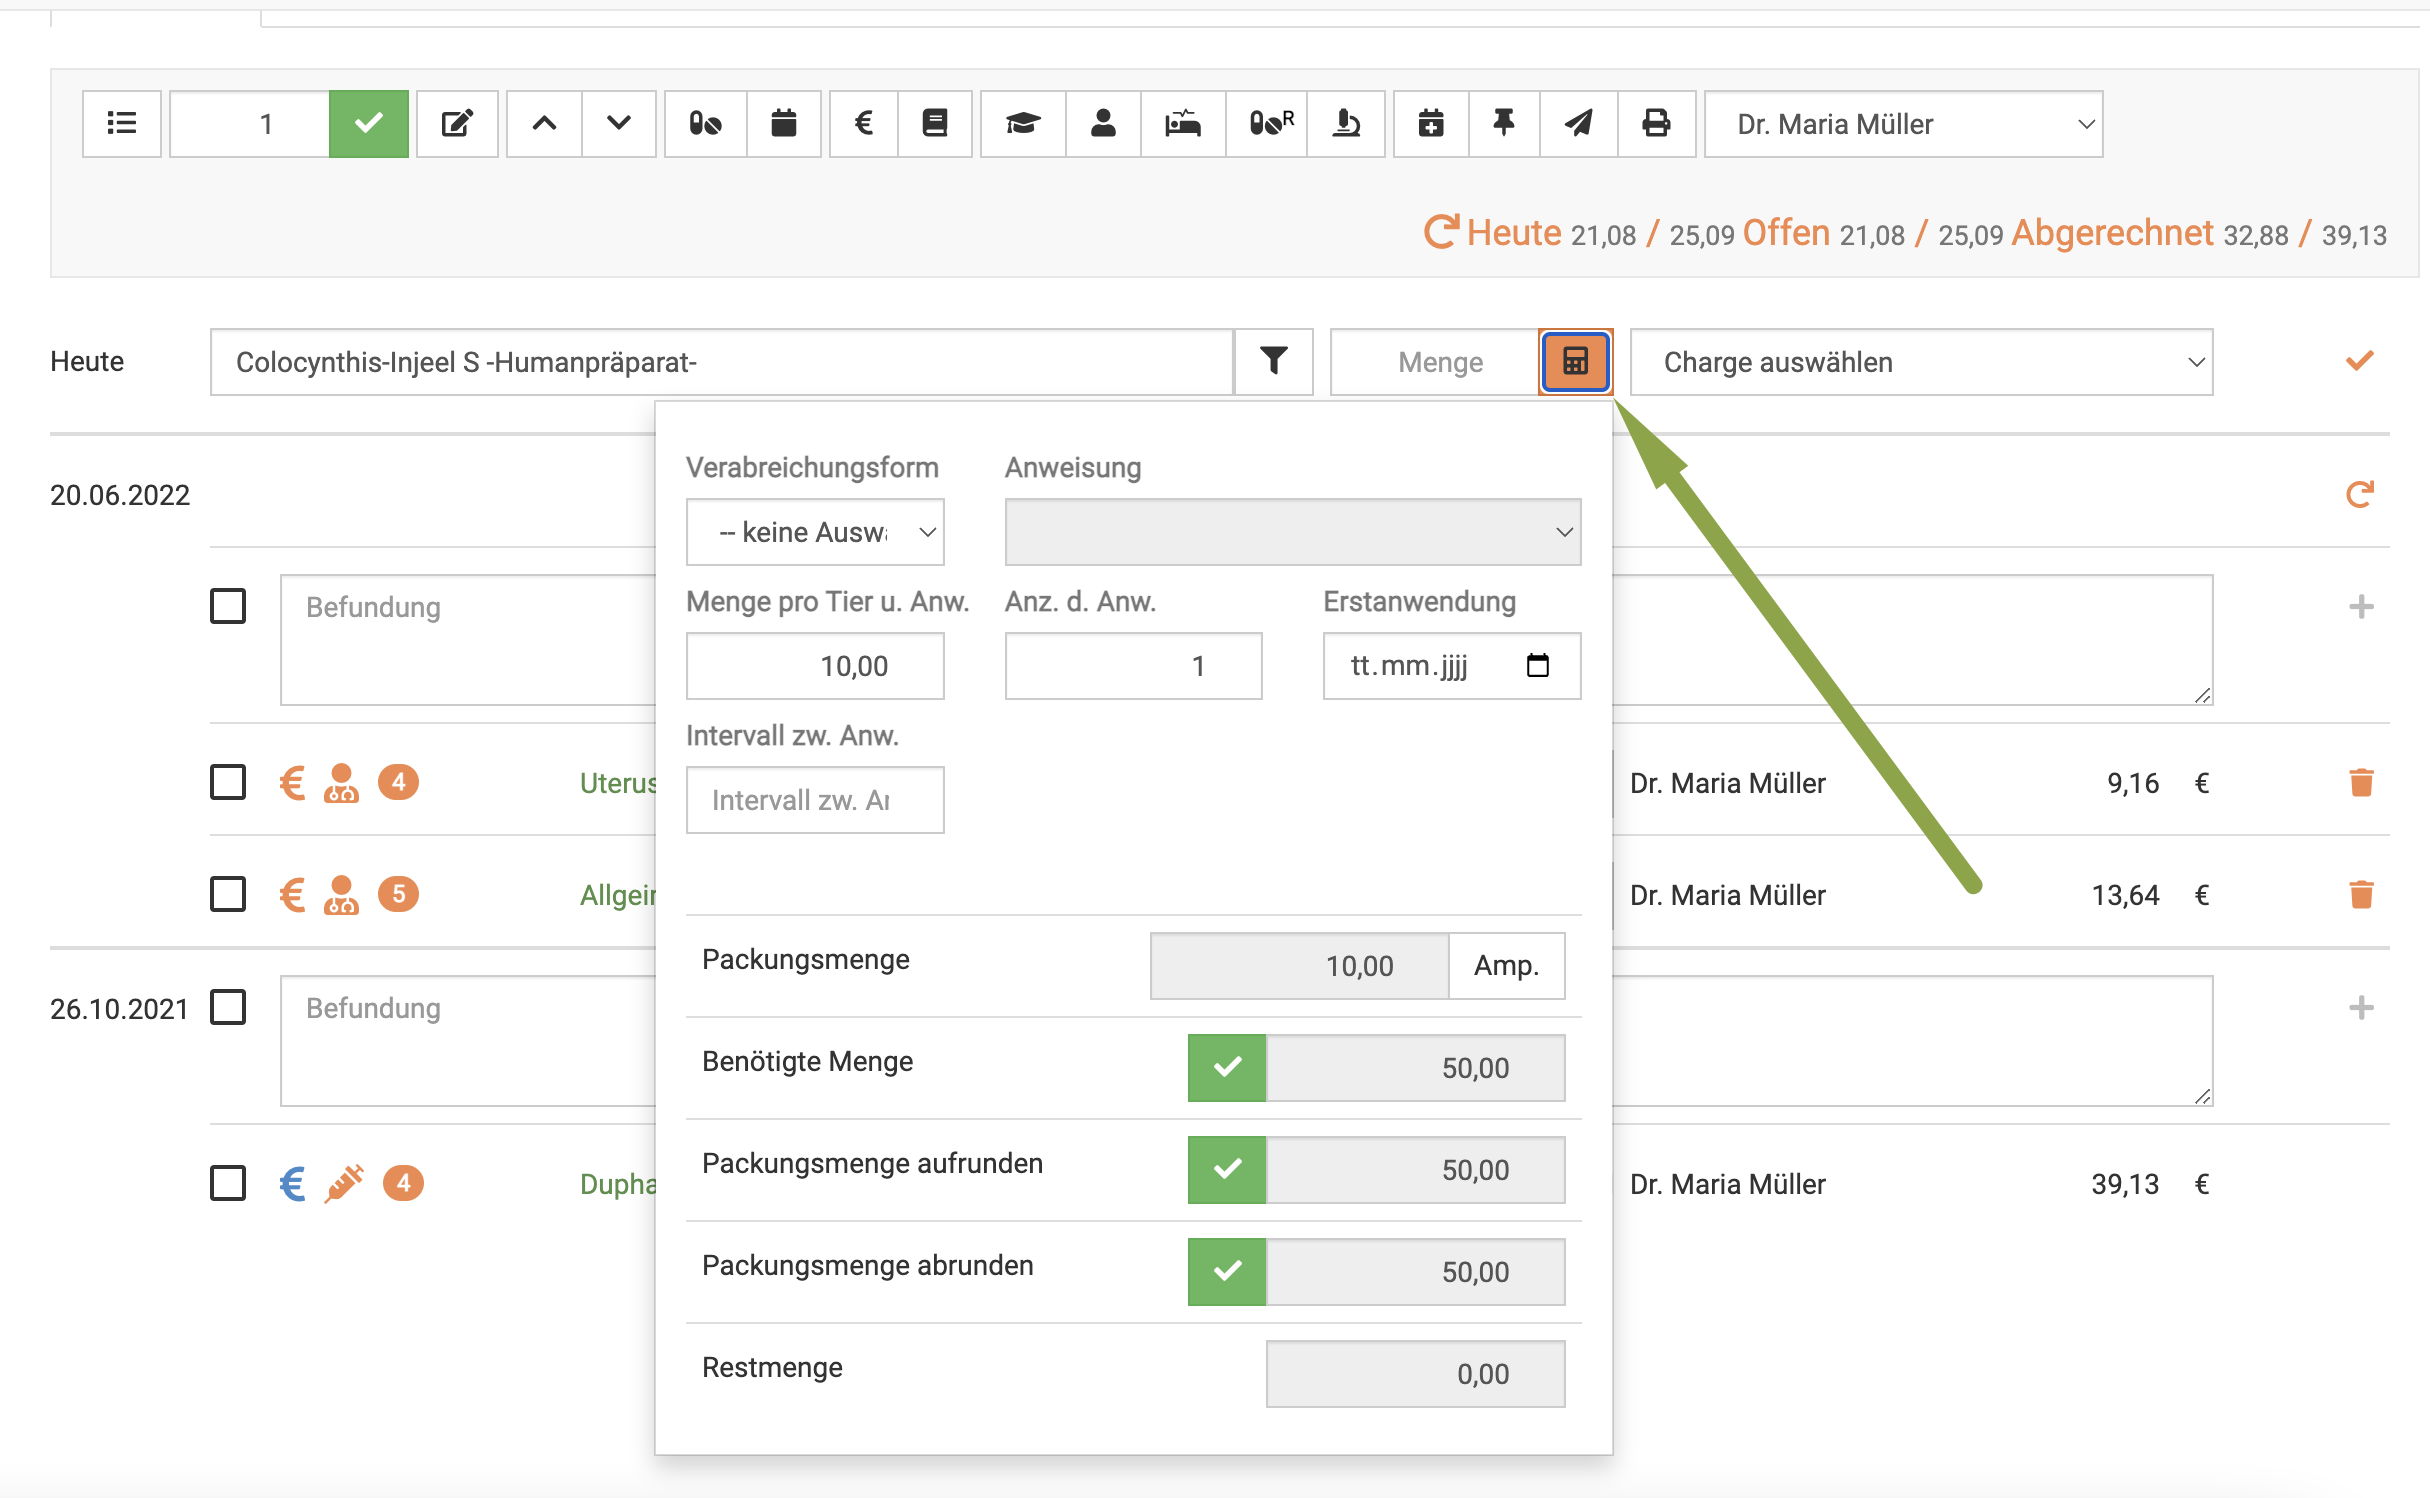 1
R
Dr. Maria Müller
Heute 21,08 / 25,09 Offen 21,08 / 25,09 Abgerechnet 32,88 / 39,13
Heute
Colocynthis-Injeel S -Humanpräparat-
Menge
Charge auswählen
Verabreichungsform
Anweisung
20.06.2022
-- keine Auswa
Menge pro Tier u. Anw.
Anz. d. Anw.
Erstanwendung
Befundung
10,00
1
tt.mm.jjjj
Intervall zw. Anw.
Intervall zw. Ar
4
Uterus
Dr. Maria Müller
9,16 €
5
Allgeir
Dr. Maria Müller
13,64 €
Packungsmenge
10,00
Amp.
26.10.2021
Befundung
Benötigte Menge
50,00
Packungsmenge aufrunden
50,00
4
Dupha
Dr. Maria Müller
39,13 €
Packungsmenge abrunden
50,00
Restmenge
0,00